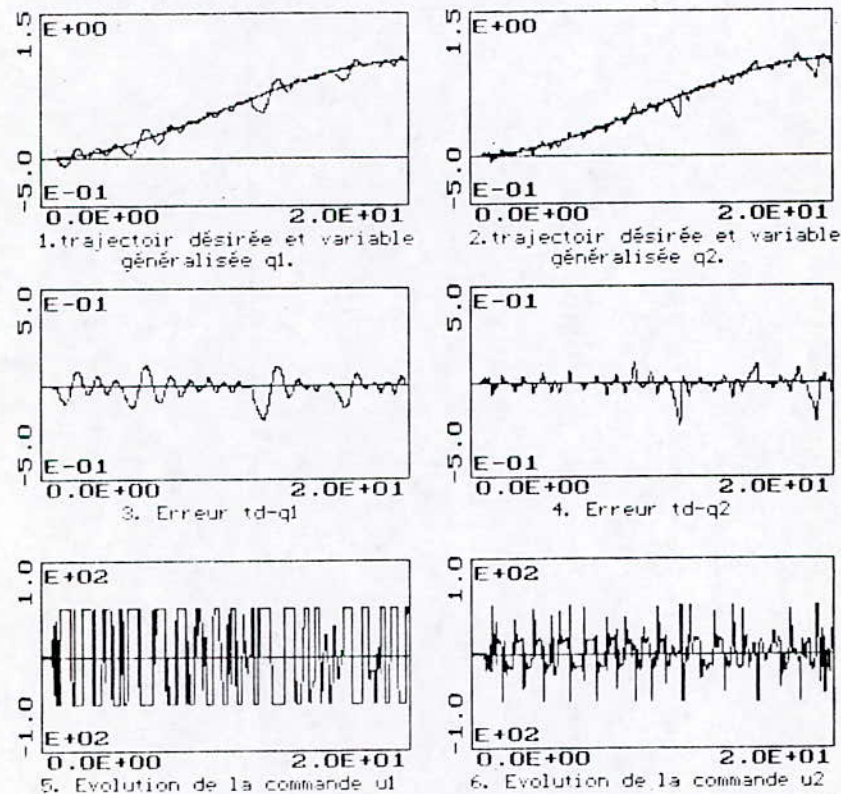 1.5
E+00
-5.0
E-01
0.0E+00
2.0E+01
1.trajectoir désirée et variable
généralisée q1.
1.5
E+00
-5.0
E-01
0.0E+00
2.0E+01
2.trajectoir désirée et variable
généralisée q2.
5.0
E-01
-5.0
E-01
0.0E+00
2.0E+01
3. Erreur td-q1
5.0
E-01
-5.0
E-01
0.0E+00
2.0E+01
4. Erreur td-q2
1.0
E+02
-1.0
E+02
0.0E+00
2.0E+01
5. Evolution de la commande u1
1.0
E+02
-1.0
E+02
0.0E+00
2.0E+01
6. Evolution de la commande u2